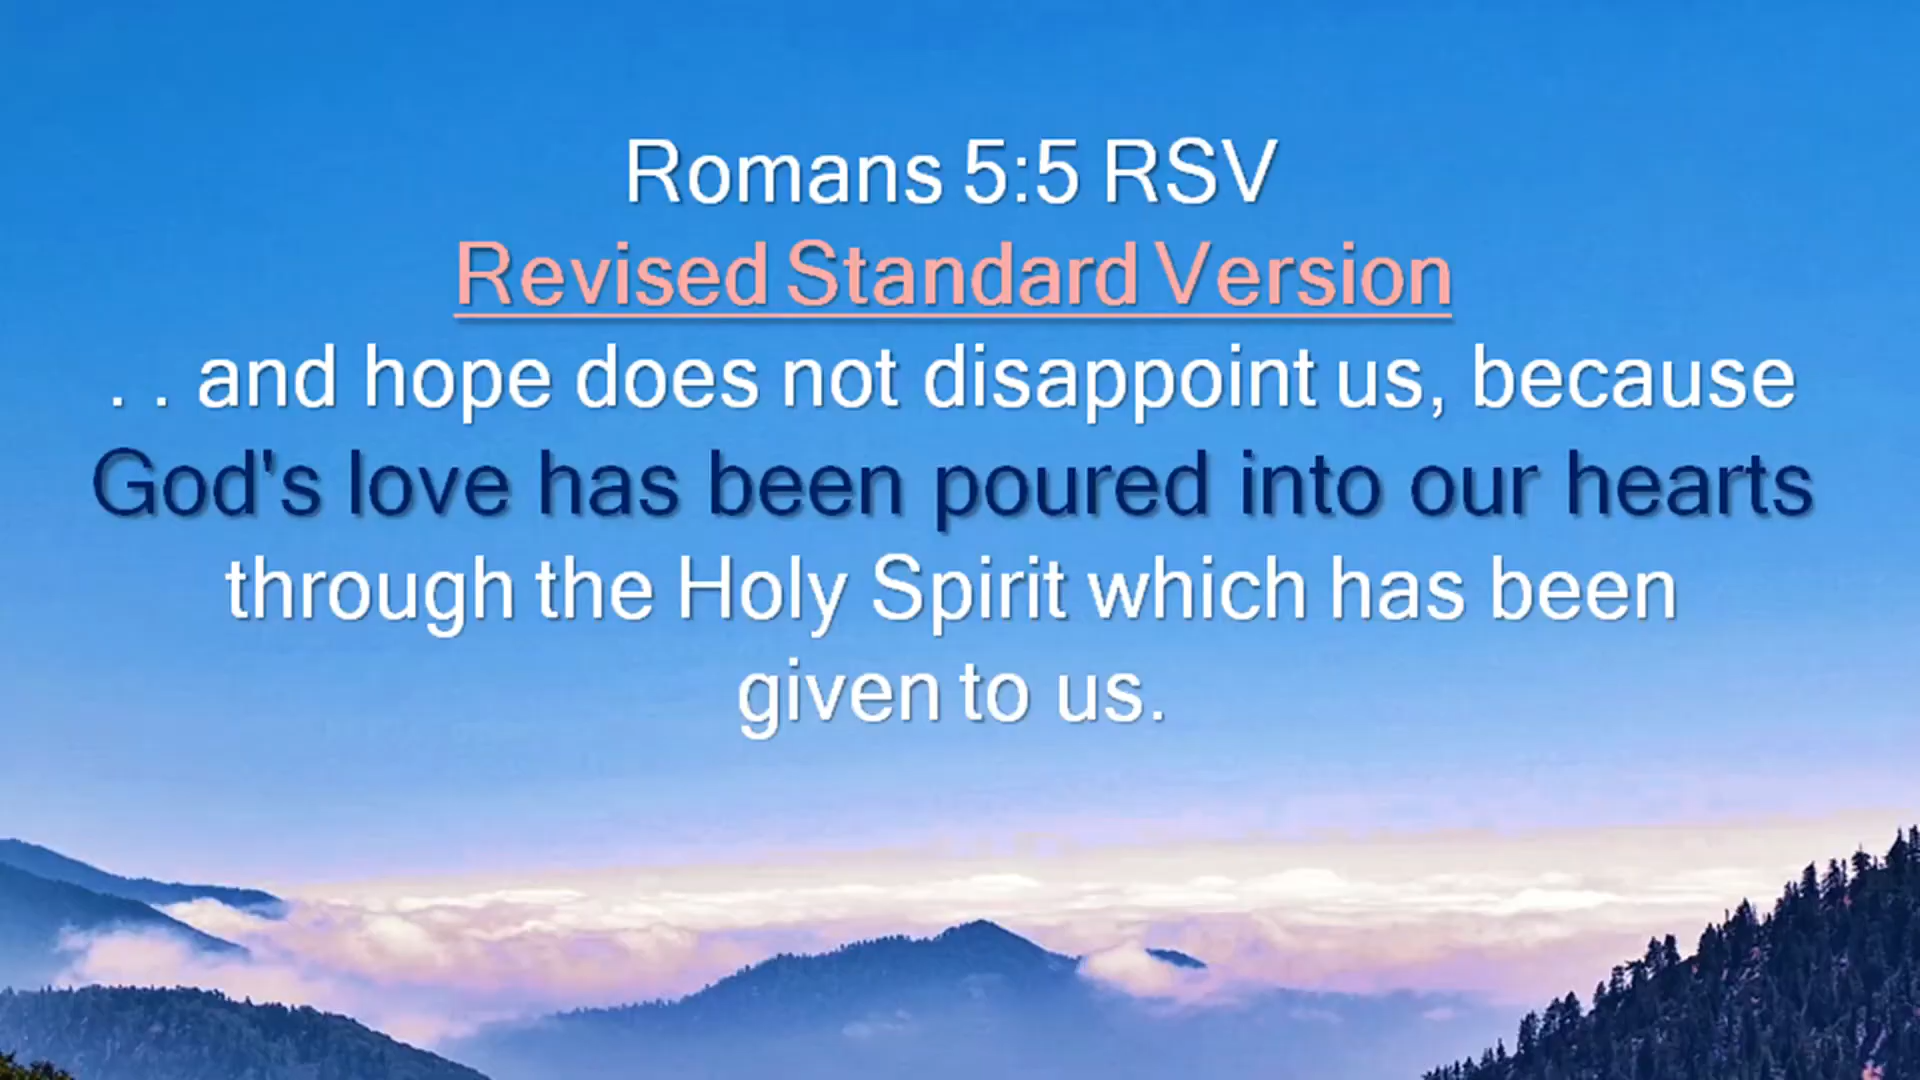 Romans 5:5 RSV
Revised Standard Version
. . and hope does not disappoint us, because
God's love has been poured into our hearts
through the Holy Spirit which has been
given to us.